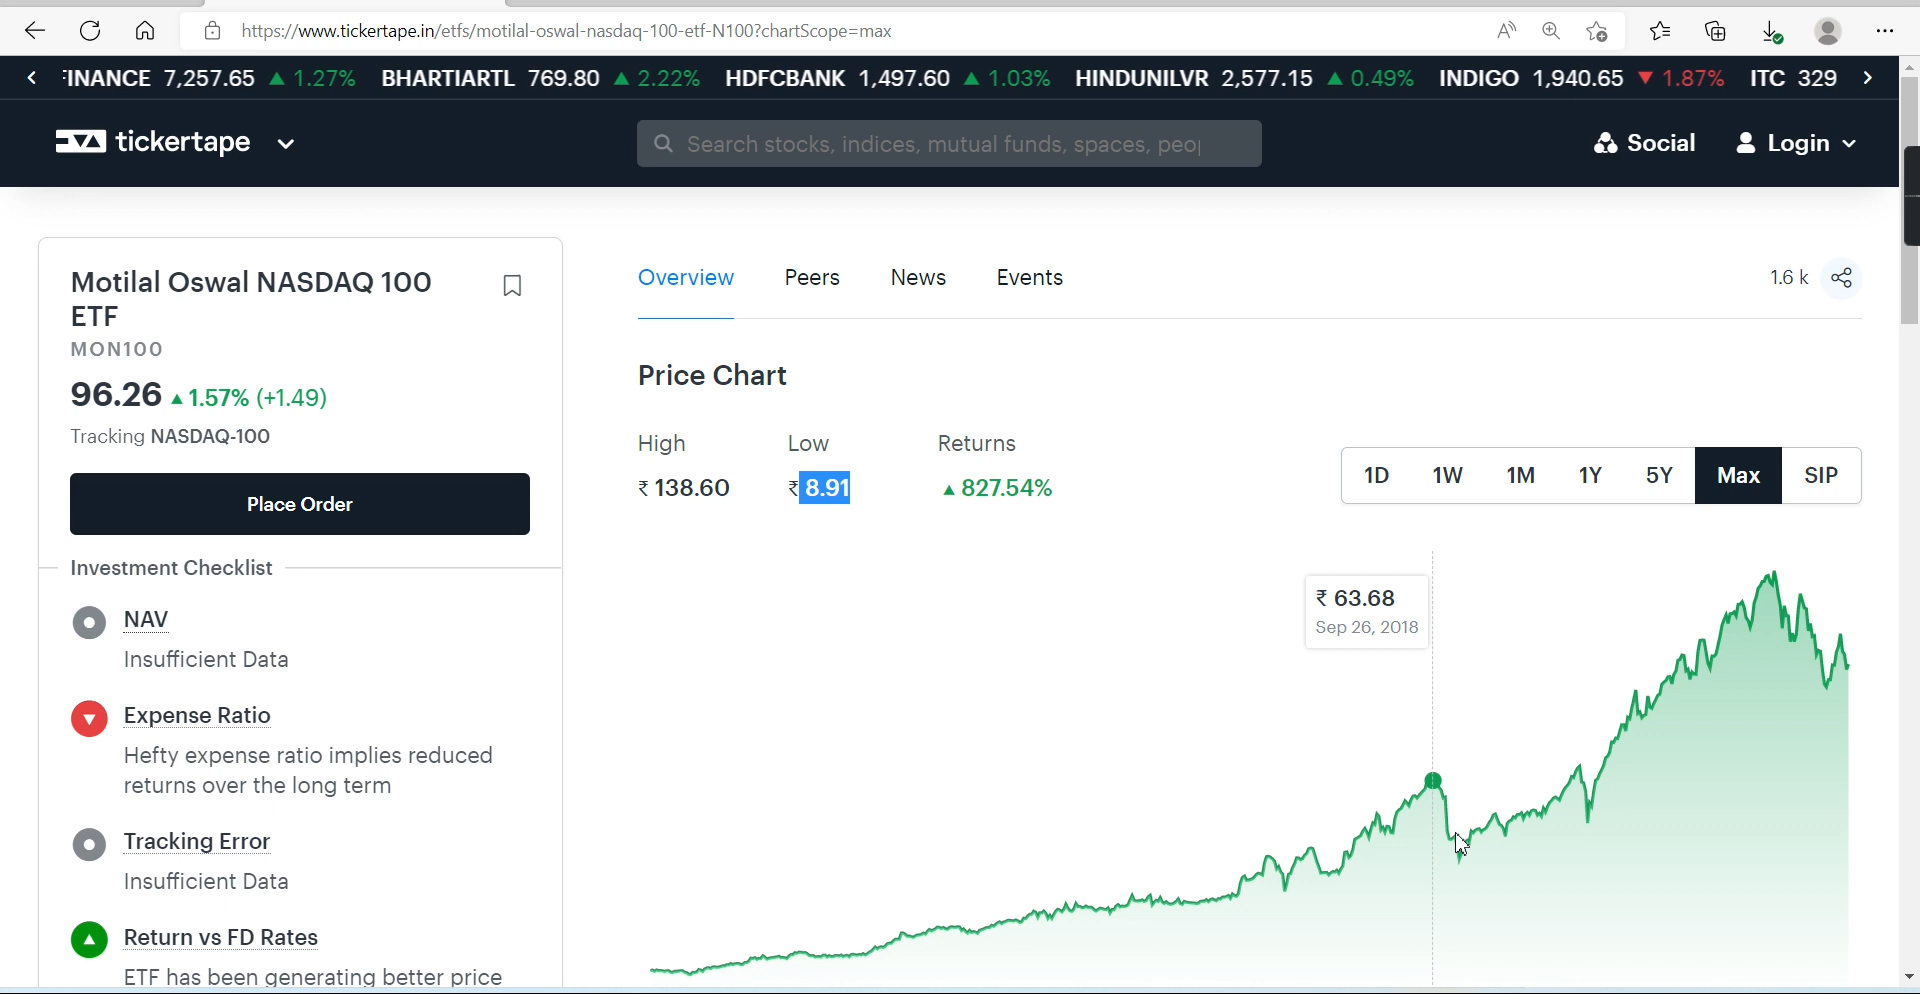 https://www.tickertape.in/etfs/motilal-oswal-nasdaq-100-etf-N100?chartScope=max
FINANCE 7,257.65 ▲ 1.27% BHARTIARTL 769.80 ▲ 2.22% HDFCBANK 1,497.60 ▲ 1.03% HINDUNILVR 2,577.15 ▲ 0.49% INDIGO 1,940.65 ▼ 1.87% ITC 329
tickertape
Search stocks, indices, mutual funds, spaces, peo
Social
Login
Motilal Oswal NASDAQ 100
ETF
MON100
96.26 ▲ 1.57% (+1.49)
Tracking NASDAQ-100
Place Order
Investment Checklist
NAV
Insufficient Data
Expense Ratio
Hefty expense ratio implies reduced
returns over the long term
Tracking Error
Insufficient Data
Return vs FD Rates
ETF has been generating better price
Overview Peers News Events
1.6 k
Price Chart
High Low Returns
₹ 138.60 ₹ 8.91 ▲ 827.54%
1D 1W 1M 1Y 5Y Max SIP
₹ 63.68
Sep 26, 2018